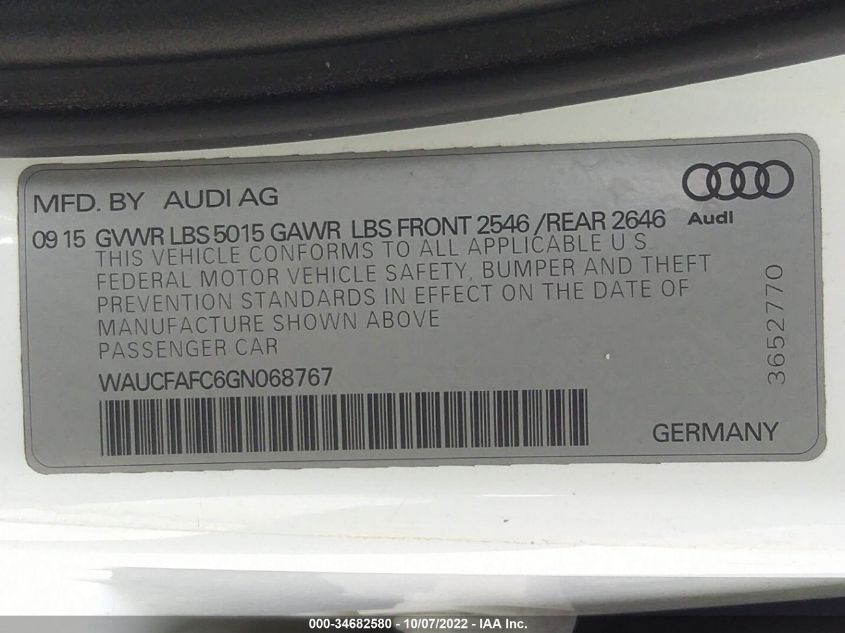 MFD. BY AUDI AG
Audi
09 15 GVWR LBS 5015 GAWR LBS FRONT 2546 /REAR 2646
THIS VEHICLE CONFORMS TO ALL APPLICABLE U S
FEDERAL MOTOR VEHICLE SAFETY, BUMPER AND THEFT
PREVENTION STANDARDS IN EFFECT ON THE DATE OF
MANUFACTURE SHOWN ABOVE
PASSENGER CAR
WAUCFAFC6GN068767
GERMANY
3652770
000-34682580 - 10/07/2022 - IAA Inc.